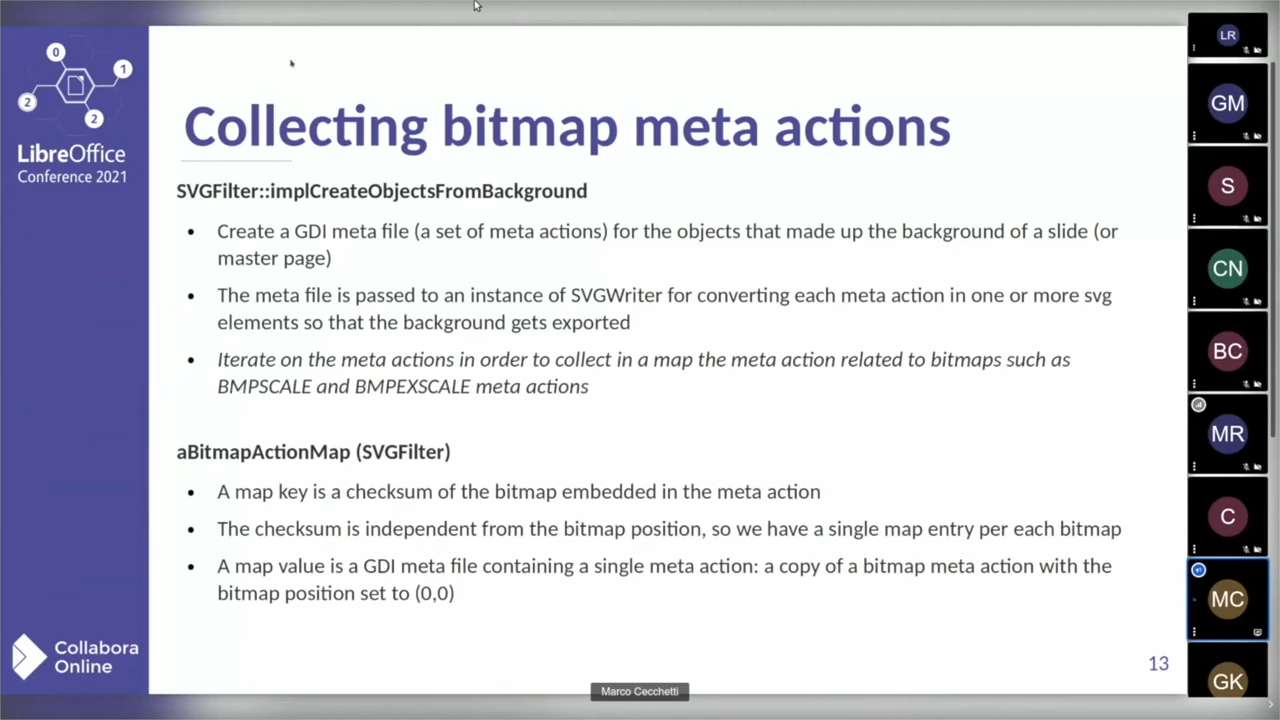 0
1
2
2
LibreOffice
Conference 2021
Collecting bitmap meta actions
SVGFilter::implCreateObjectsFromBackground
• Create a GDI meta file (a set of meta actions) for the objects that made up the background of a slide (or
master page)
• The meta file is passed to an instance of SVGWriter for converting each meta action in one or more svg
elements so that the background gets exported
• Iterate on the meta actions in order to collect in a map the meta action related to bitmaps such as
BMPSCALE and BMPEXSCALE meta actions
aBitmapActionMap (SVGFilter)
• A map key is a checksum of the bitmap embedded in the meta action
• The checksum is independent from the bitmap position, so we have a single map entry per each bitmap
• A map value is a GDI meta file containing a single meta action: a copy of a bitmap meta action with the
bitmap position set to (0,0)
Collabora
Online
13
Marco Cecchetti
LR
GM
S
CN
BC
MR
C
MC
GK